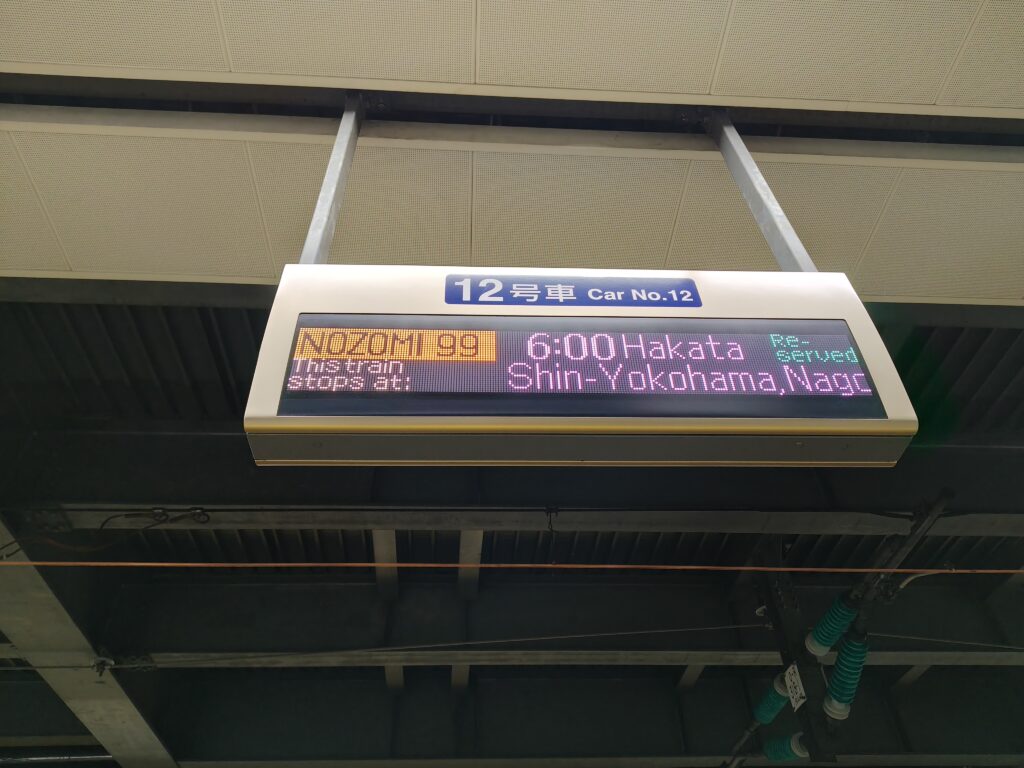 12号車 Car No.12
NOZOMI 99 6:00 Hakata Re-served
This train stops at: Shin-Yokohama,Nago